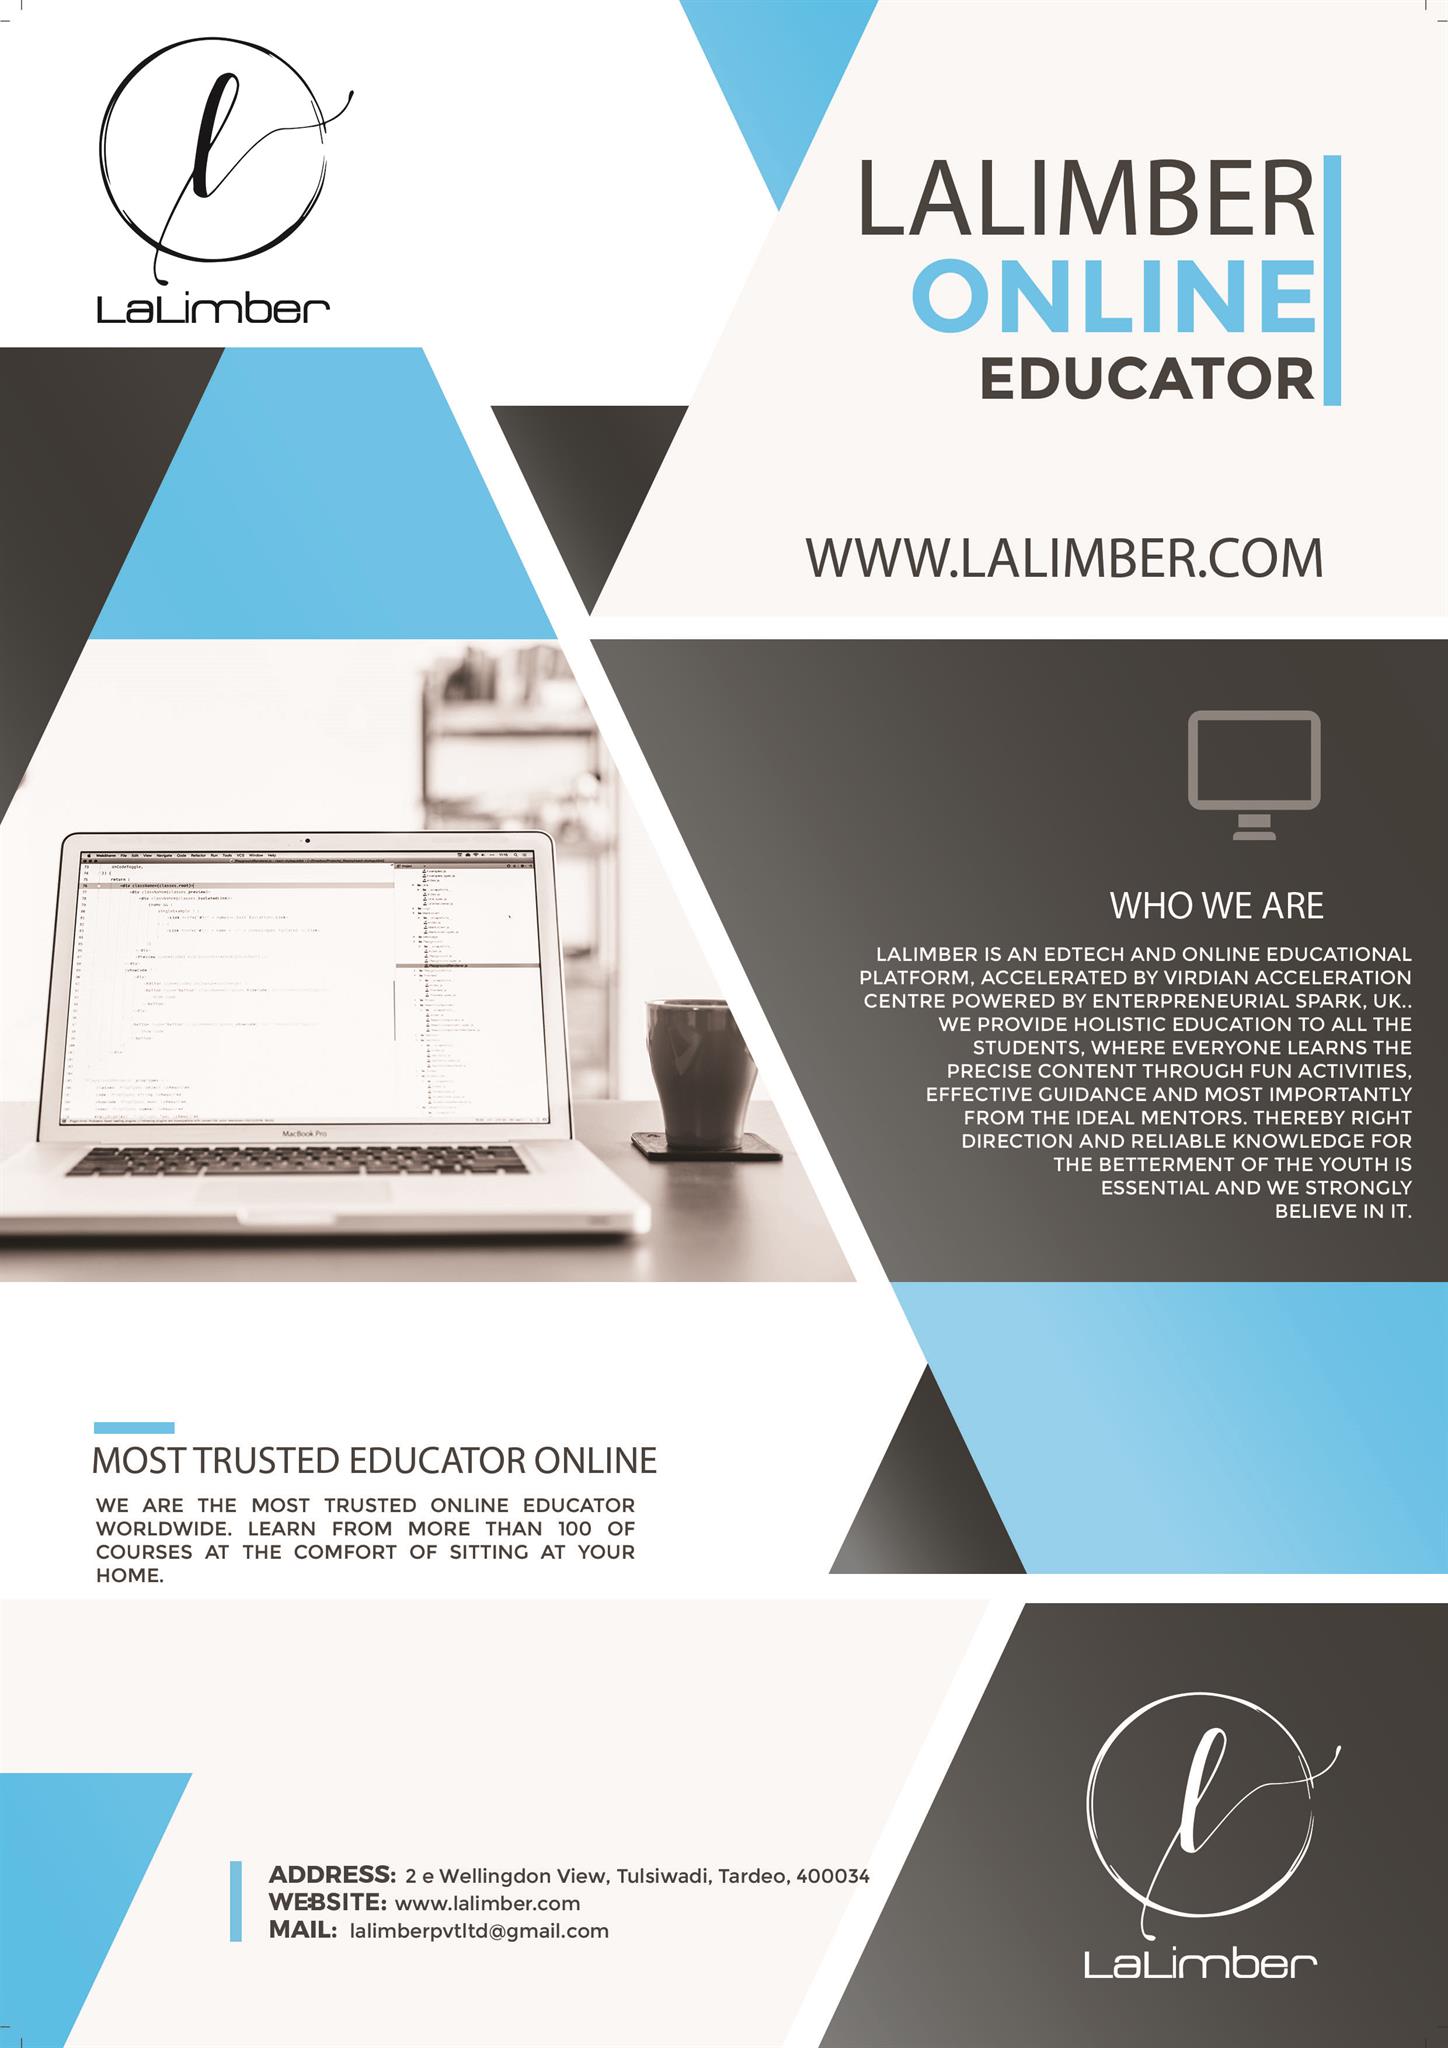 LaLimber
LALIMBER
ONLINE
EDUCATOR
WWW.LALIMBER.COM
MacBook Pro
WHO WE ARE
LALIMBER IS AN EDTECH AND ONLINE EDUCATIONAL
PLATFORM, ACCELERATED BY VIRDIAN ACCELERATION
CENTRE POWERED BY ENTERPRENEURIAL SPARK, UK..
WE PROVIDE HOLISTIC EDUCATION TO ALL THE
STUDENTS, WHERE EVERYONE LEARNS THE
PRECISE CONTENT THROUGH FUN ACTIVITIES,
EFFECTIVE GUIDANCE AND MOST IMPORTANTLY
FROM THE IDEAL MENTORS. THEREBY RIGHT
DIRECTION AND RELIABLE KNOWLEDGE FOR
THE BETTERMENT OF THE YOUTH IS
ESSENTIAL AND WE STRONGLY
BELIEVE IN IT.
MOST TRUSTED EDUCATOR ONLINE
WE ARE THE MOST TRUSTED ONLINE EDUCATOR
WORLDWIDE. LEARN FROM MORE THAN 100 OF
COURSES AT THE COMFORT OF SITTING AT YOUR
HOME.
ADDRESS: 2 e Wellingdon View, Tulsiwadi, Tardeo, 400034
WEBSITE: www.lalimber.com
MAIL: lalimberpvtltd@gmail.com
LaLimber